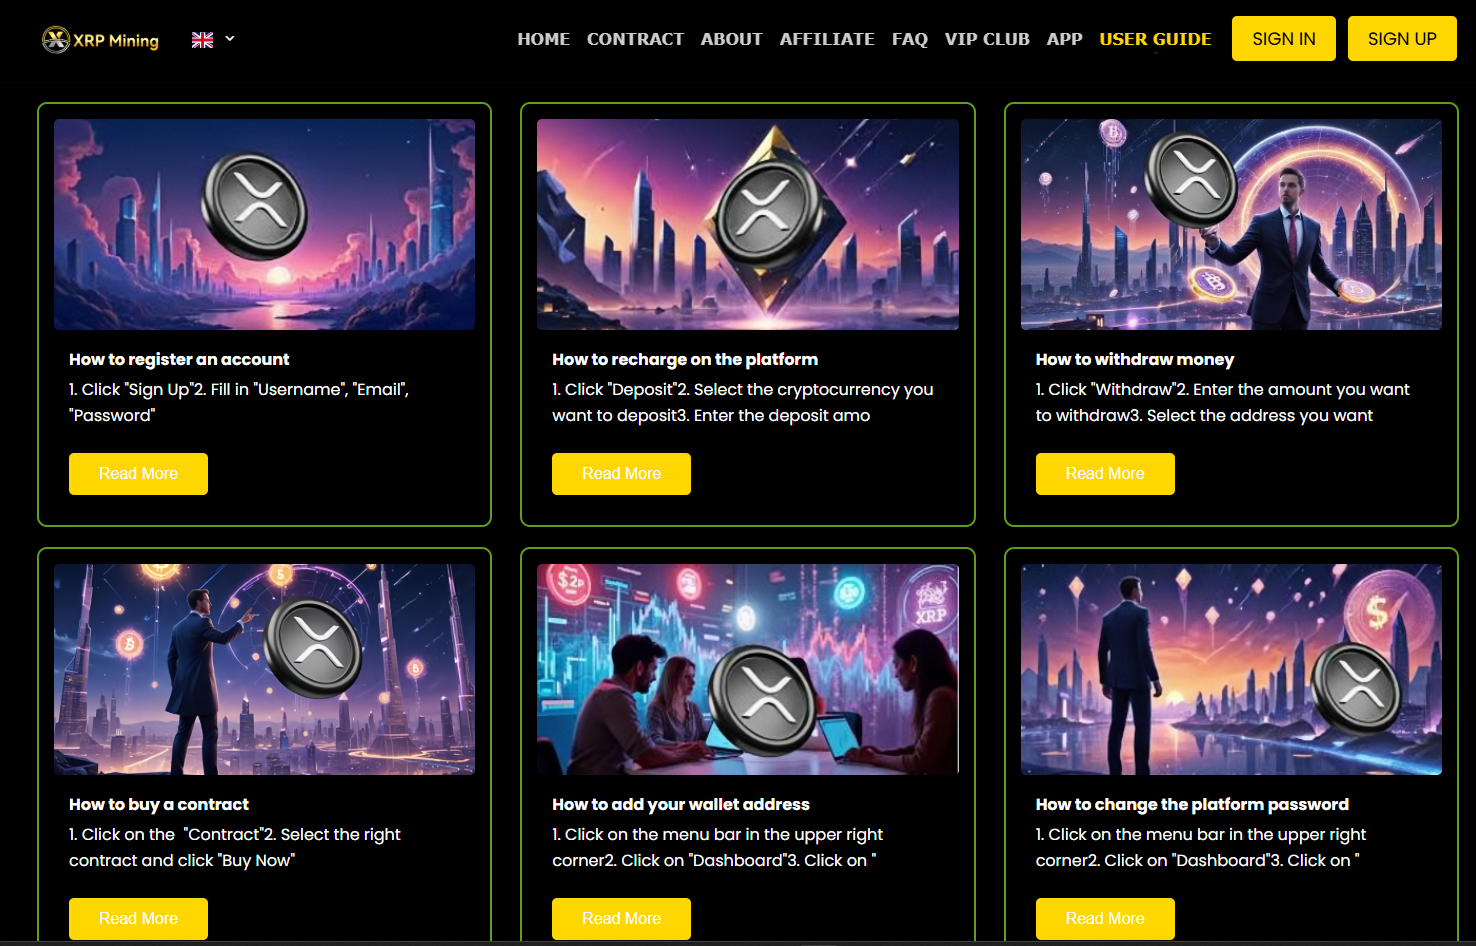 XRP Mining
HOME CONTRACT ABOUT AFFILIATE FAQ VIP CLUB APP USER GUIDE SIGN IN SIGN UP
How to register an account
1. Click "Sign Up"2. Fill in "Username", "Email",
"Password"
Read More
How to recharge on the platform
1. Click "Deposit"2. Select the cryptocurrency you
want to deposit3. Enter the deposit amo
Read More
How to withdraw money
1. Click "Withdraw"2. Enter the amount you want
to withdraw3. Select the address you want
Read More
How to buy a contract
1. Click on the  "Contract"2. Select the right
contract and click "Buy Now"
Read More
XRP
How to add your wallet address
1. Click on the menu bar in the upper right
corner2. Click on "Dashboard"3. Click on "
Read More
How to change the platform password
1. Click on the menu bar in the upper right
corner2. Click on "Dashboard"3. Click on "
Read More